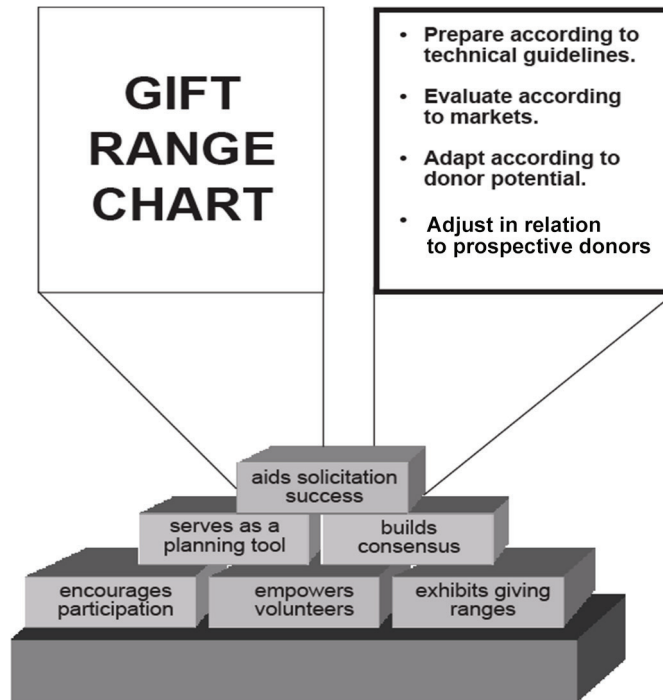 GIFT
RANGE
CHART
• Prepare according to
technical guidelines.
• Evaluate according
to markets.
• Adapt according to
donor potential.
• Adjust in relation
to prospective donors
aids solicitation
success
serves as a
planning tool
builds
consensus
encourages
participation
empowers
volunteers
exhibits giving
ranges